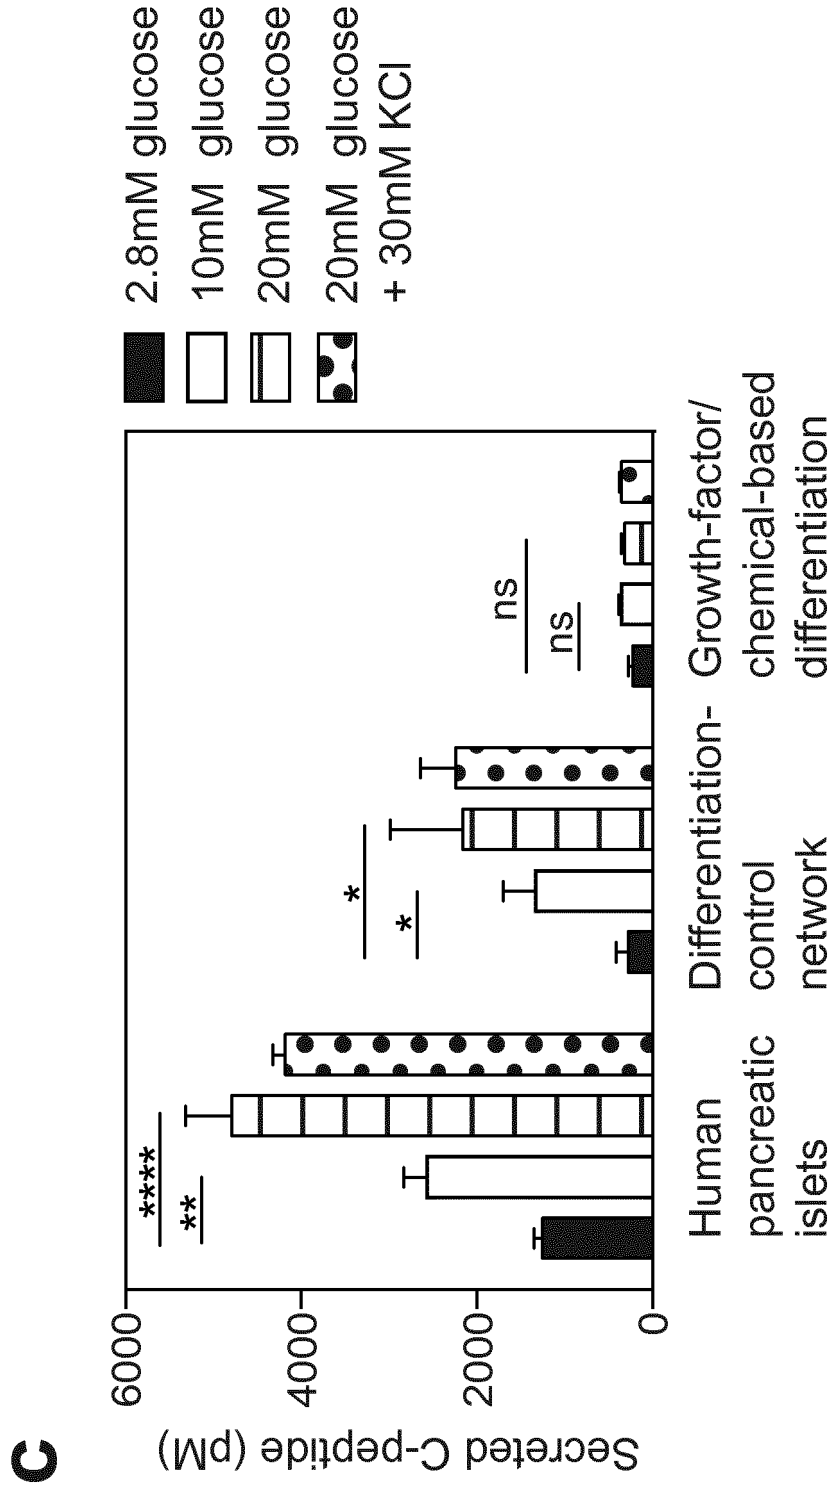 C
Secreted C-peptide (pM)
6000
4000
2000
0
****
**
*
*
ns
ns
Human
pancreatic
islets
Differentiation-
control
network
Growth-factor/
chemical-based
differentiation
2.8mM glucose
10mM glucose
20mM glucose
20mM glucose
+ 30mM KCl